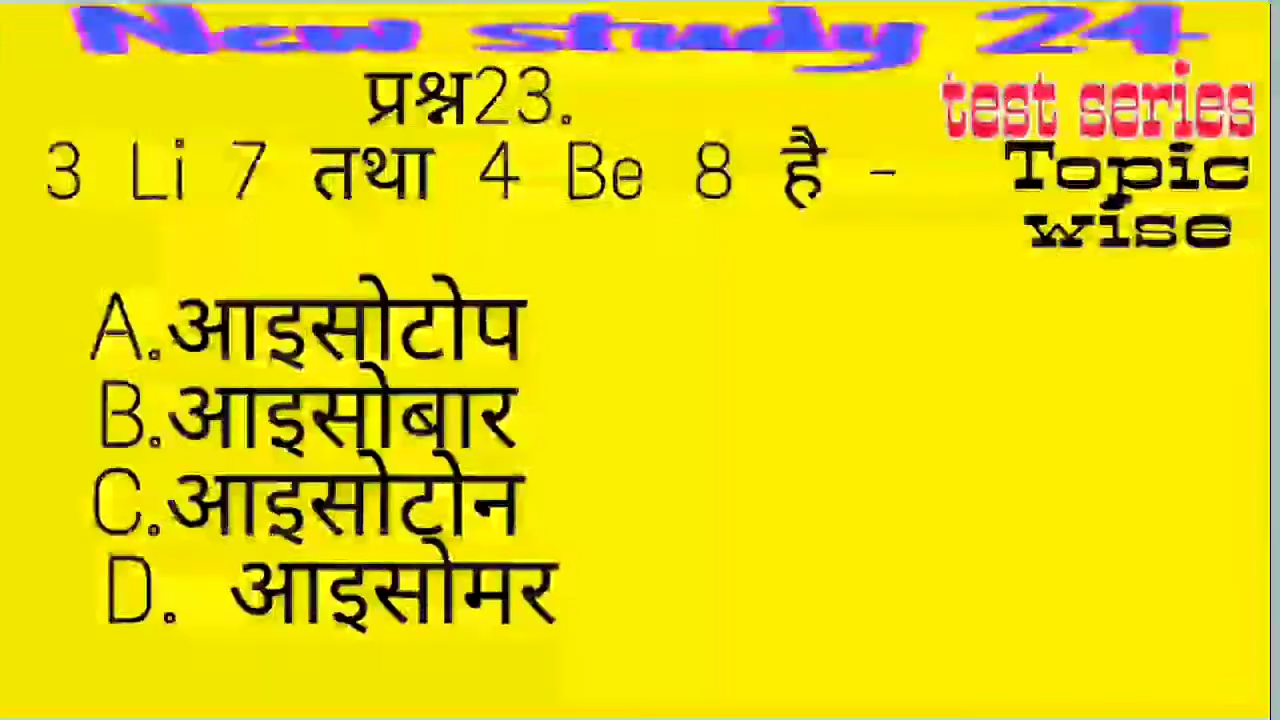 New study 24
प्रश्न23.
test series
3 Li 7 तथा 4 Be 8 है -
Topic
wise
A.आइसोटोप
B.आइसोबार
C.आइसोटोन
D. आइसोमर